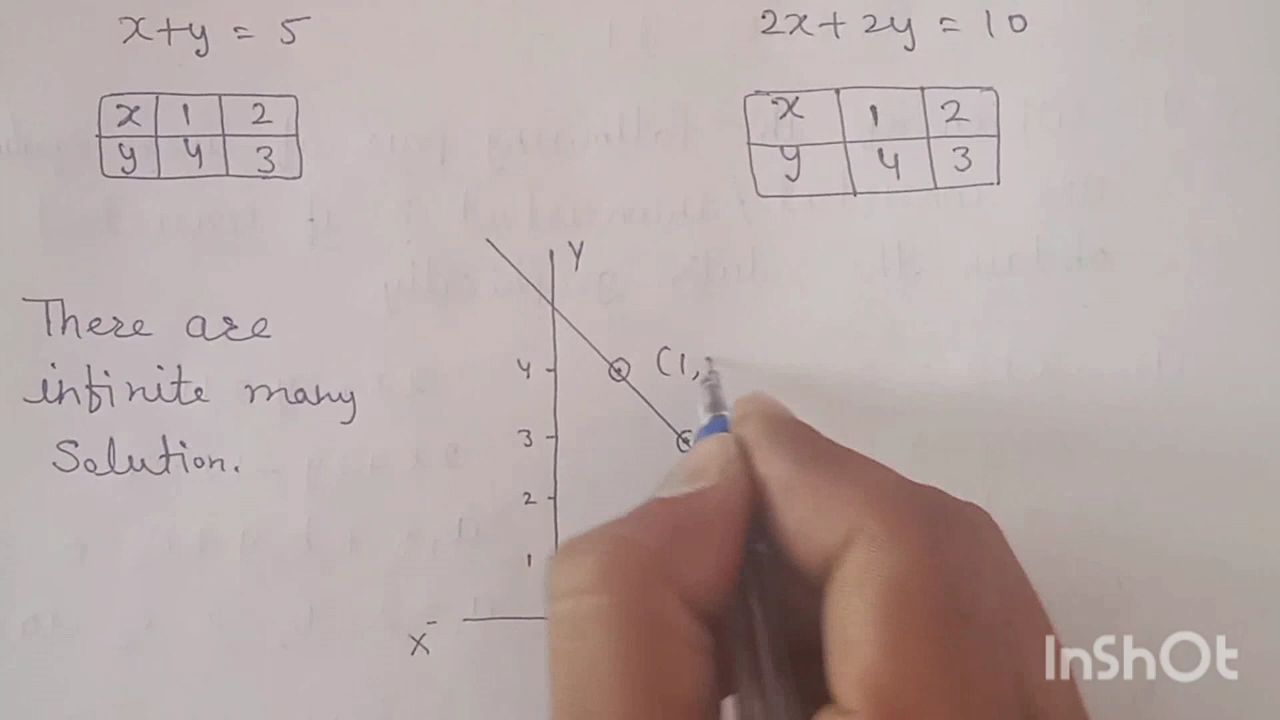 x+y = 5
2x+2y = 10
x 1 2
y 4 3
x 1 2
y 4 3
There are
infinite many
Solution.
Y
4
(1,
3
2
1
X⁻
InShOt